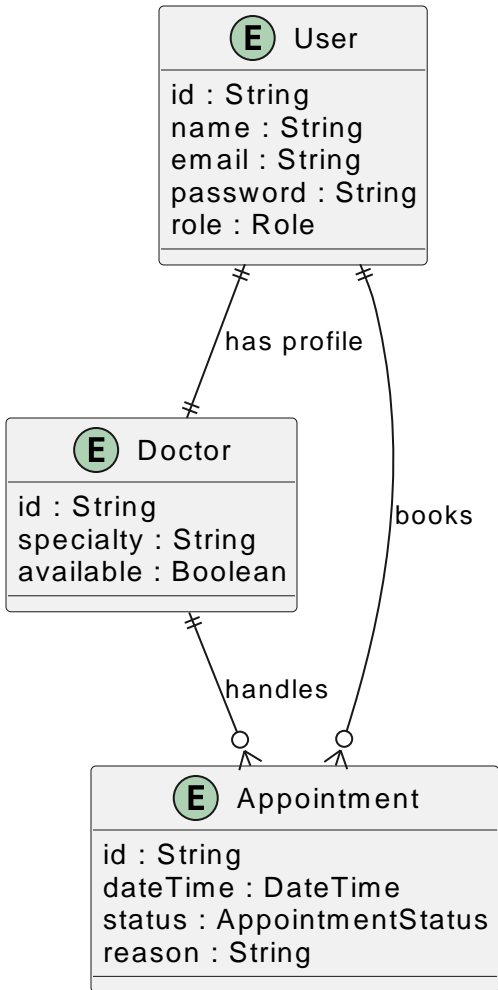 E User
id : String
name : String
email : String
password : String
role : Role
has profile
E Doctor
id : String
specialty : String
available : Boolean
books
handles
E Appointment
id : String
dateTime : DateTime
status : AppointmentStatus
reason : String